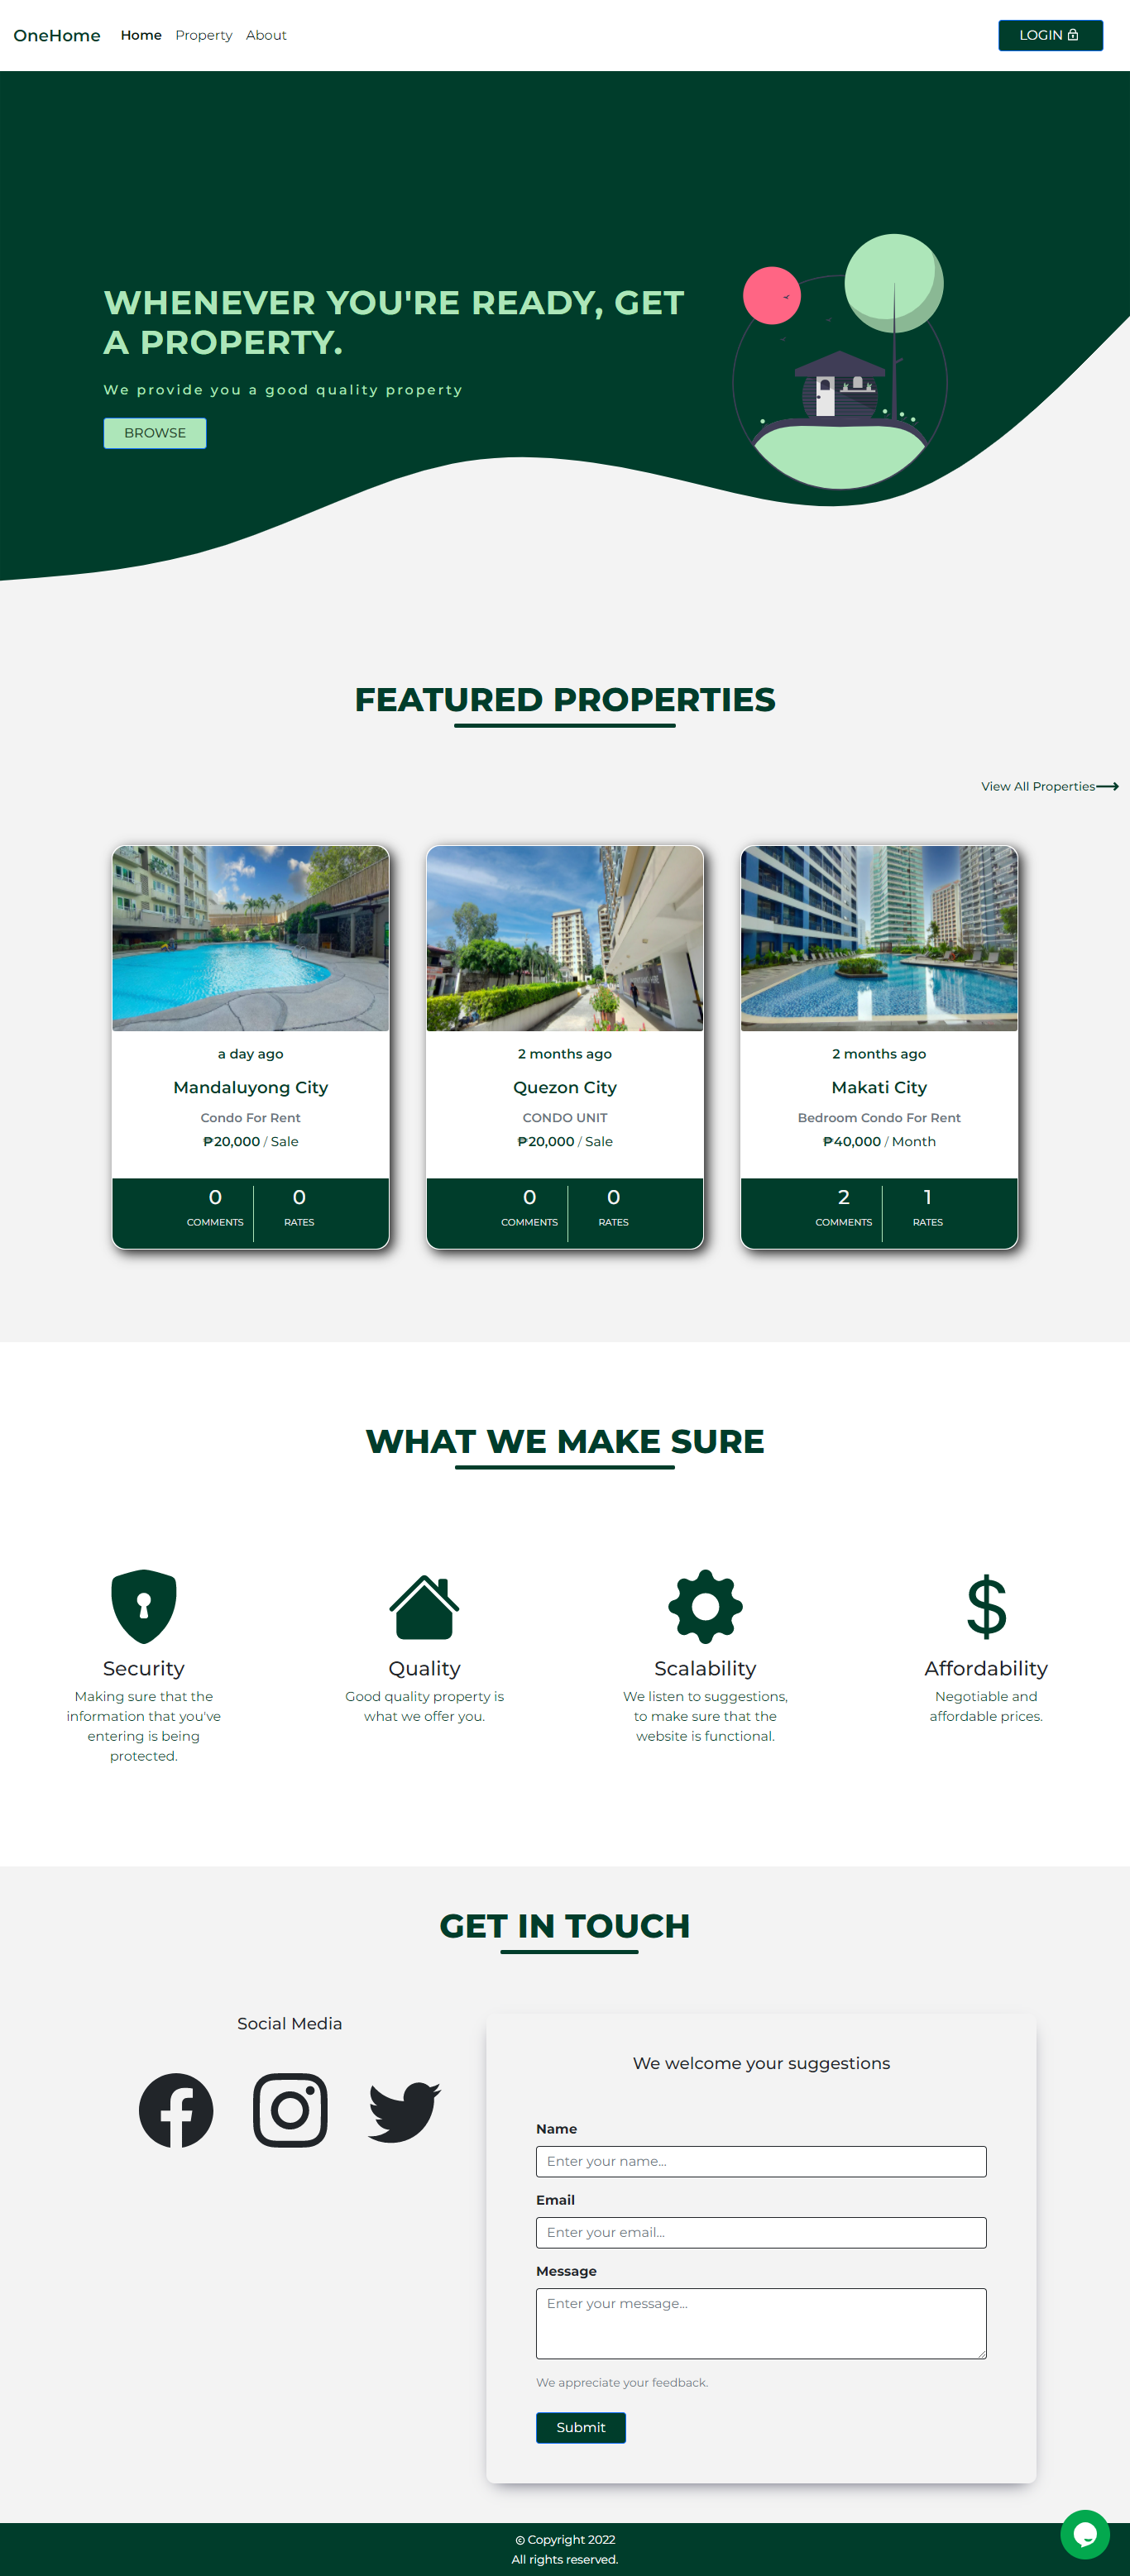 OneHome Home Property About LOGIN
WHENEVER YOU'RE READY, GET
A PROPERTY.
We provide you a good quality property
BROWSE
FEATURED PROPERTIES
View All Properties
a day ago
Mandaluyong City
Condo For Rent
₱20,000 / Sale
0 0
COMMENTS RATES
2 months ago
Quezon City
CONDO UNIT
₱20,000 / Sale
0 0
COMMENTS RATES
2 months ago
Makati City
Bedroom Condo For Rent
₱40,000 / Month
2 1
COMMENTS RATES
WHAT WE MAKE SURE
Security
Making sure that the
information that you've
entering is being
protected.
Quality
Good quality property is
what we offer you.
Scalability
We listen to suggestions,
to make sure that the
website is functional.
Affordability
Negotiable and
affordable prices.
GET IN TOUCH
Social Media
We welcome your suggestions
Name
Enter your name...
Email
Enter your email...
Message
Enter your message...
We appreciate your feedback.
Submit
© Copyright 2022
All rights reserved.